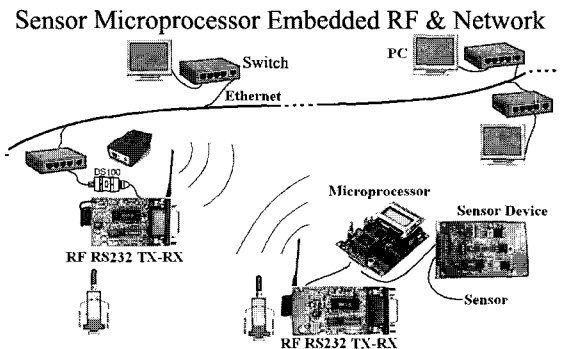 Sensor Microprocessor Embedded RF & Network
PC
Switch
Ethernet
DS100
Microprocessor
Sensor Device
RF RS232 TX-RX
Sensor
RF RS232 TX-RX